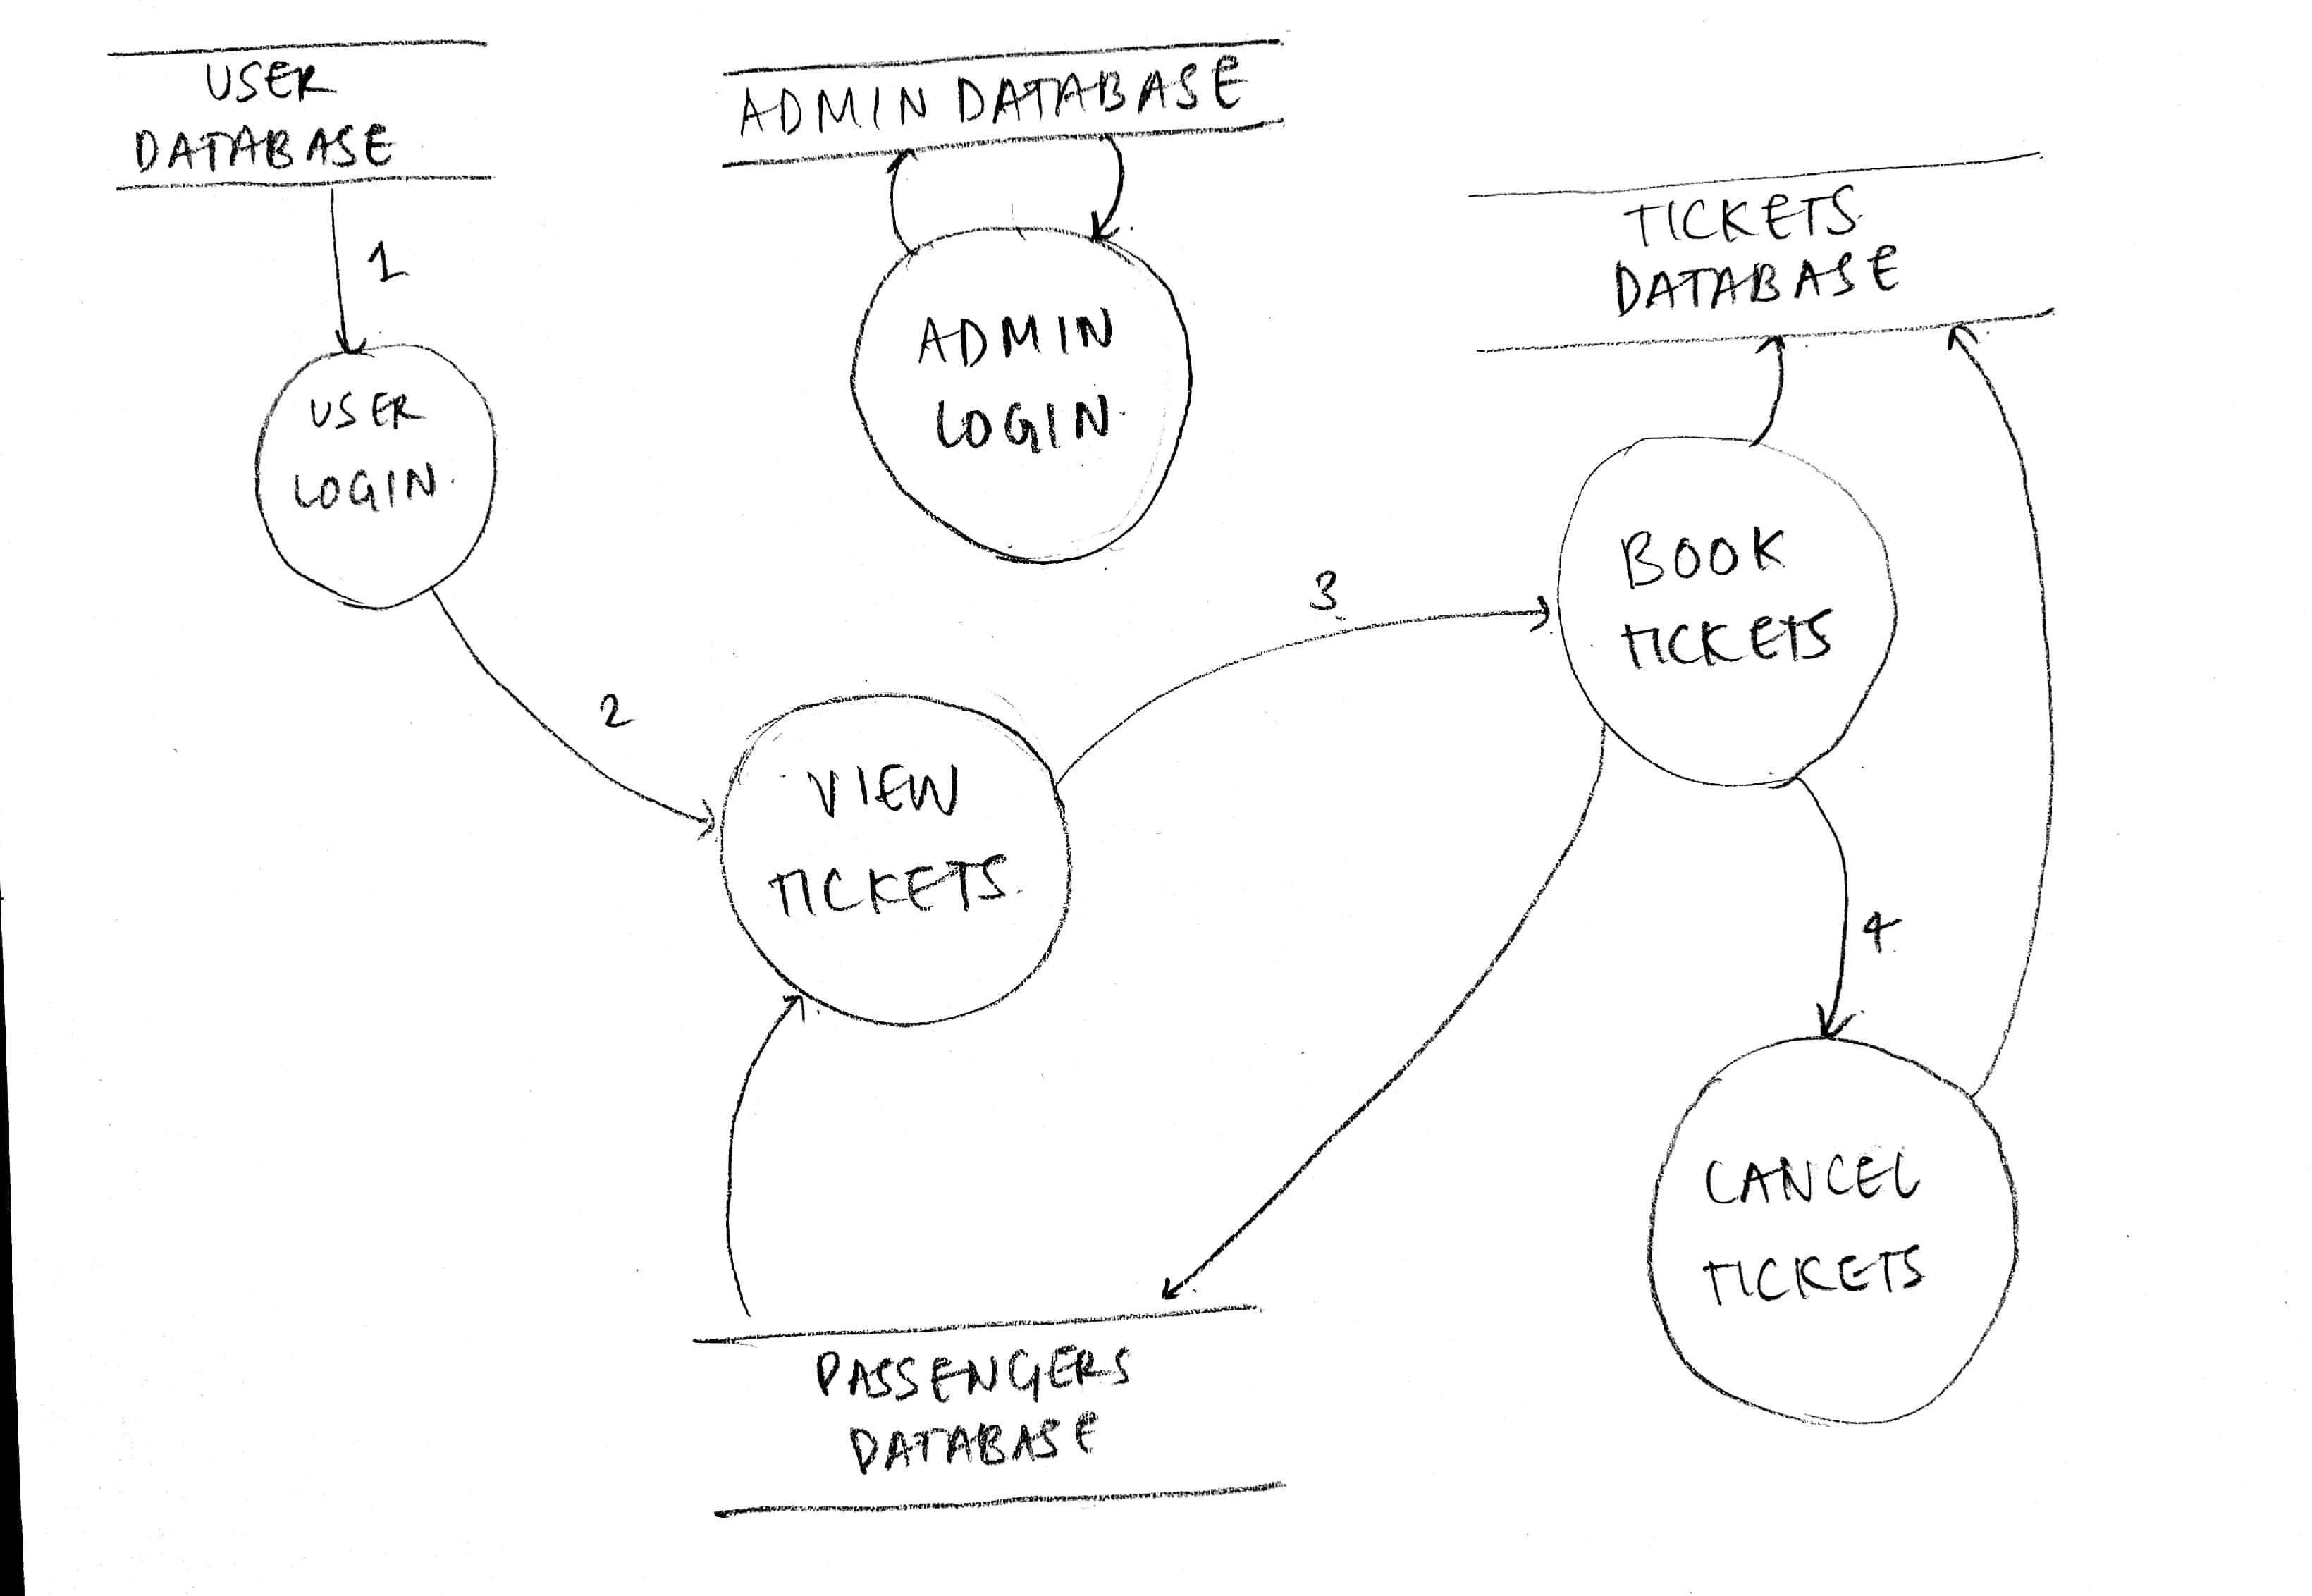 USER
DATABASE
ADMIN DATABASE
TICKETS
DATABASE
1
USER
LOGIN.
ADMIN
LOGIN.
BOOK
TICKETS
3
2
VIEW
TICKETS.
4
CANCEL
TICKETS
PASSENGERS
DATABASE